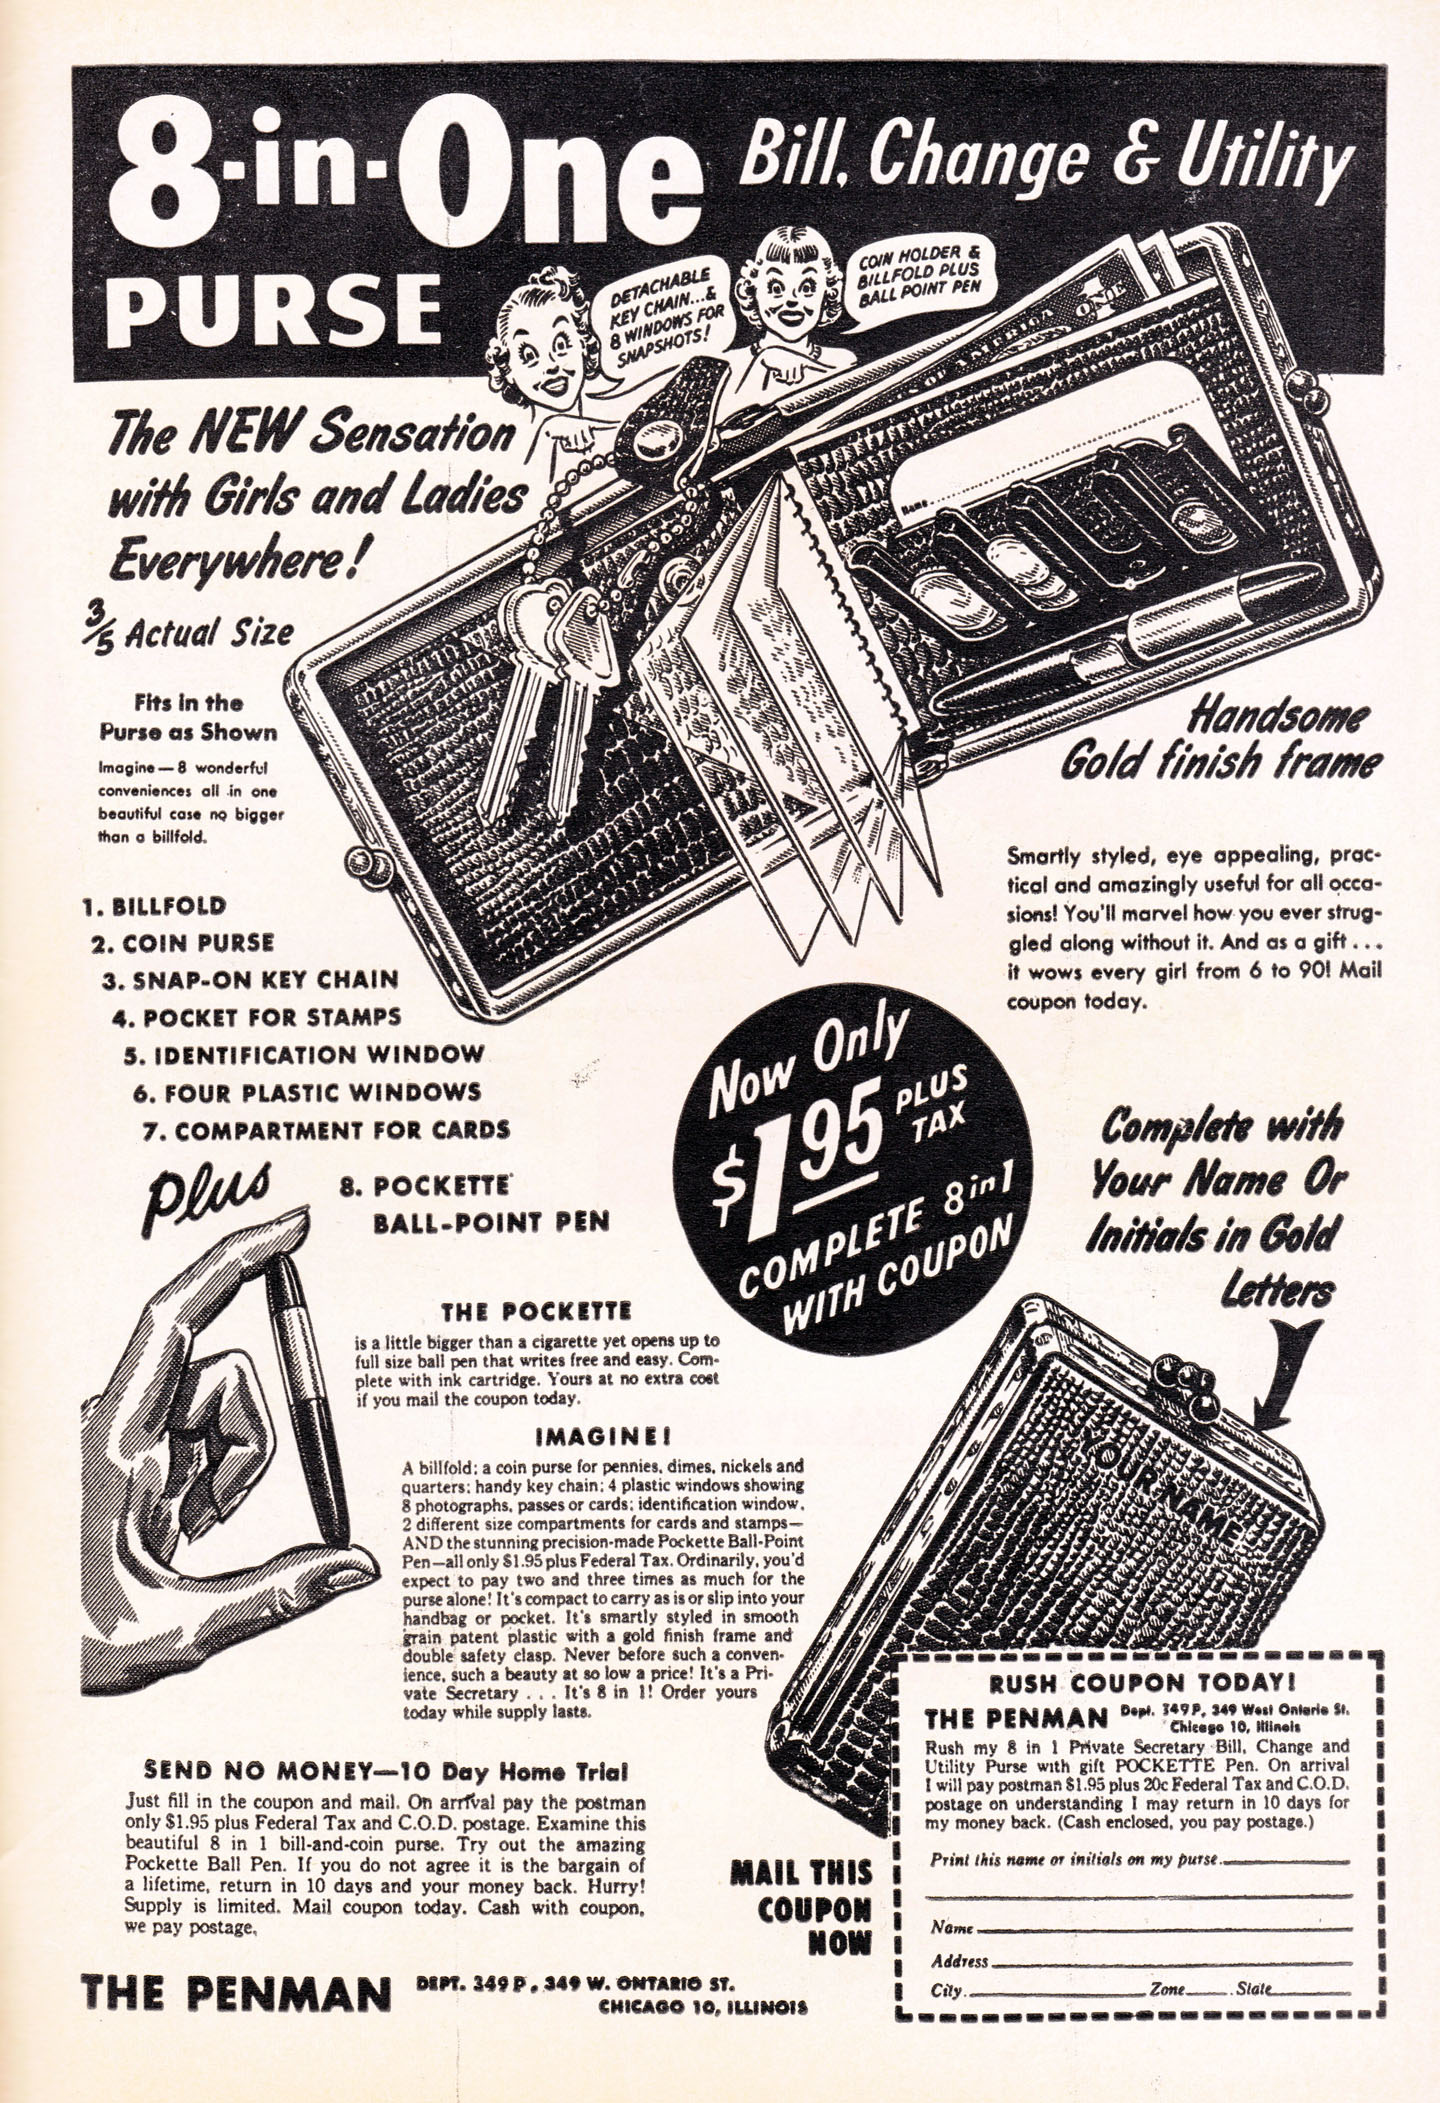 8-in-One Bill, Change & Utility
PURSE
DETACHABLE
KEY CHAIN...&
8 WINDOWS FOR
SNAPSHOTS!
COIN HOLDER &
BILLFOLD PLUS
BALL POINT PEN
The NEW Sensation
with Girls and Ladies
Everywhere!
3/5 Actual Size
Fits in the
Purse as Shown
Imagine—8 wonderful
conveniences all in one
beautiful case no bigger
than a billfold.
OF AMERICA
ONE
1
Name
Handsome
Gold finish frame
Smartly styled, eye appealing, prac-
tical and amazingly useful for all occa-
sions! You'll marvel how you ever strug-
gled along without it. And as a gift...
it wows every girl from 6 to 90! Mail
coupon today.
1. BILLFOLD
2. COIN PURSE
3. SNAP-ON KEY CHAIN
4. POCKET FOR STAMPS
5. IDENTIFICATION WINDOW
6. FOUR PLASTIC WINDOWS
7. COMPARTMENT FOR CARDS
plus
8. POCKETTE
BALL-POINT PEN
Now Only
$1.95 PLUS
TAX
COMPLETE 8 in 1
WITH COUPON
Complete with
Your Name Or
Initials in Gold
Letters
YOUR NAME
THE POCKETTE
is a little bigger than a cigarette yet opens up to
full size ball pen that writes free and easy. Com-
plete with ink cartridge. Yours at no extra cost
if you mail the coupon today.
IMAGINE!
A billfold; a coin purse for pennies, dimes, nickels and
quarters; handy key chain; 4 plastic windows showing
8 photographs, passes or cards; identification window,
2 different size compartments for cards and stamps—
AND the stunning precision-made Pockette Ball-Point
Pen—all only $1.95 plus Federal Tax. Ordinarily, you'd
expect to pay two and three times as much for the
purse alone! It's compact to carry as is or slip into your
handbag or pocket. It's smartly styled in smooth
grain patent plastic with a gold finish frame and
double safety clasp. Never before such a conven-
ience, such a beauty at so low a price! It's a Pri-
vate Secretary . . . It's 8 in 1! Order yours
today while supply lasts.
SEND NO MONEY—10 Day Home Trial
Just fill in the coupon and mail. On arrival pay the postman
only $1.95 plus Federal Tax and C.O.D. postage. Examine this
beautiful 8 in 1 bill-and-coin purse. Try out the amazing
Pockette Ball Pen. If you do not agree it is the bargain of
a lifetime, return in 10 days and your money back. Hurry!
Supply is limited. Mail coupon today. Cash with coupon,
we pay postage.
THE PENMAN DEPT. 349 P, 349 W. ONTARIO ST.
CHICAGO 10, ILLINOIS
MAIL THIS
COUPON
NOW
RUSH COUPON TODAY!
THE PENMAN Dept. 349P, 349 West Ontario St.
Chicago 10, Illinois
Rush my 8 in 1 Private Secretary Bill, Change and
Utility Purse with gift POCKETTE Pen. On arrival
I will pay postman $1.95 plus 20c Federal Tax and C.O.D.
postage on understanding I may return in 10 days for
my money back. (Cash enclosed, you pay postage.)
Print this name or initials on my purse.
Name
Address
City. Zone State